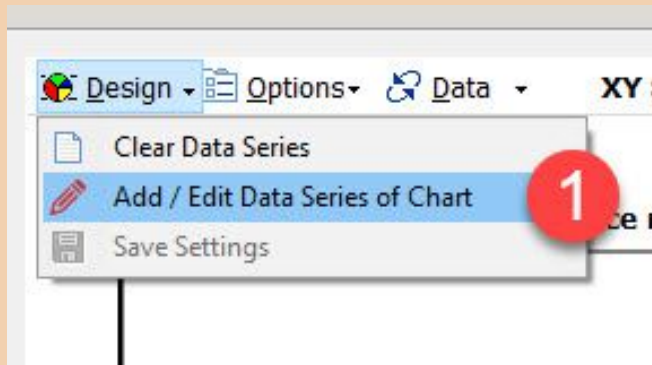 Design Options Data XY
Clear Data Series
Add / Edit Data Series of Chart
1
Save Settings